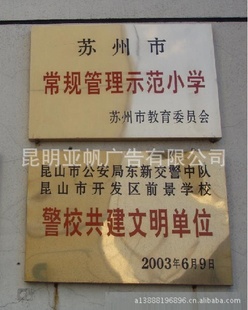 苏州市
常规管理示范小学
苏州市教育委员会
昆明亚帆广告有限公司
昆山市公安局东新交警中队
昆山市开发区前景学校
警校共建文明单位
2003年6月9日
a13888196896.cn.alibaba.com